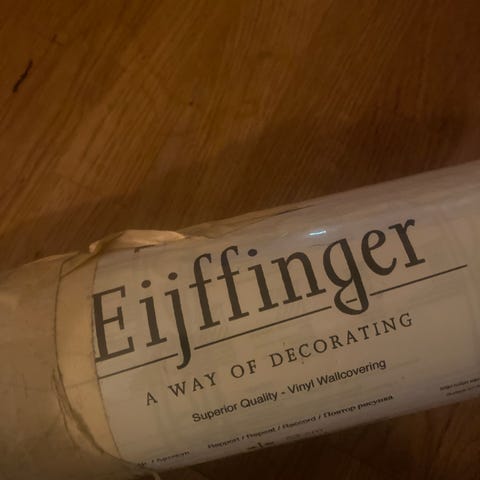 Eijffinger
A WAY OF DECORATING
Superior Quality - Vinyl Wallcovering
Rapport / Repeat / Raccord / Повтор рисунка